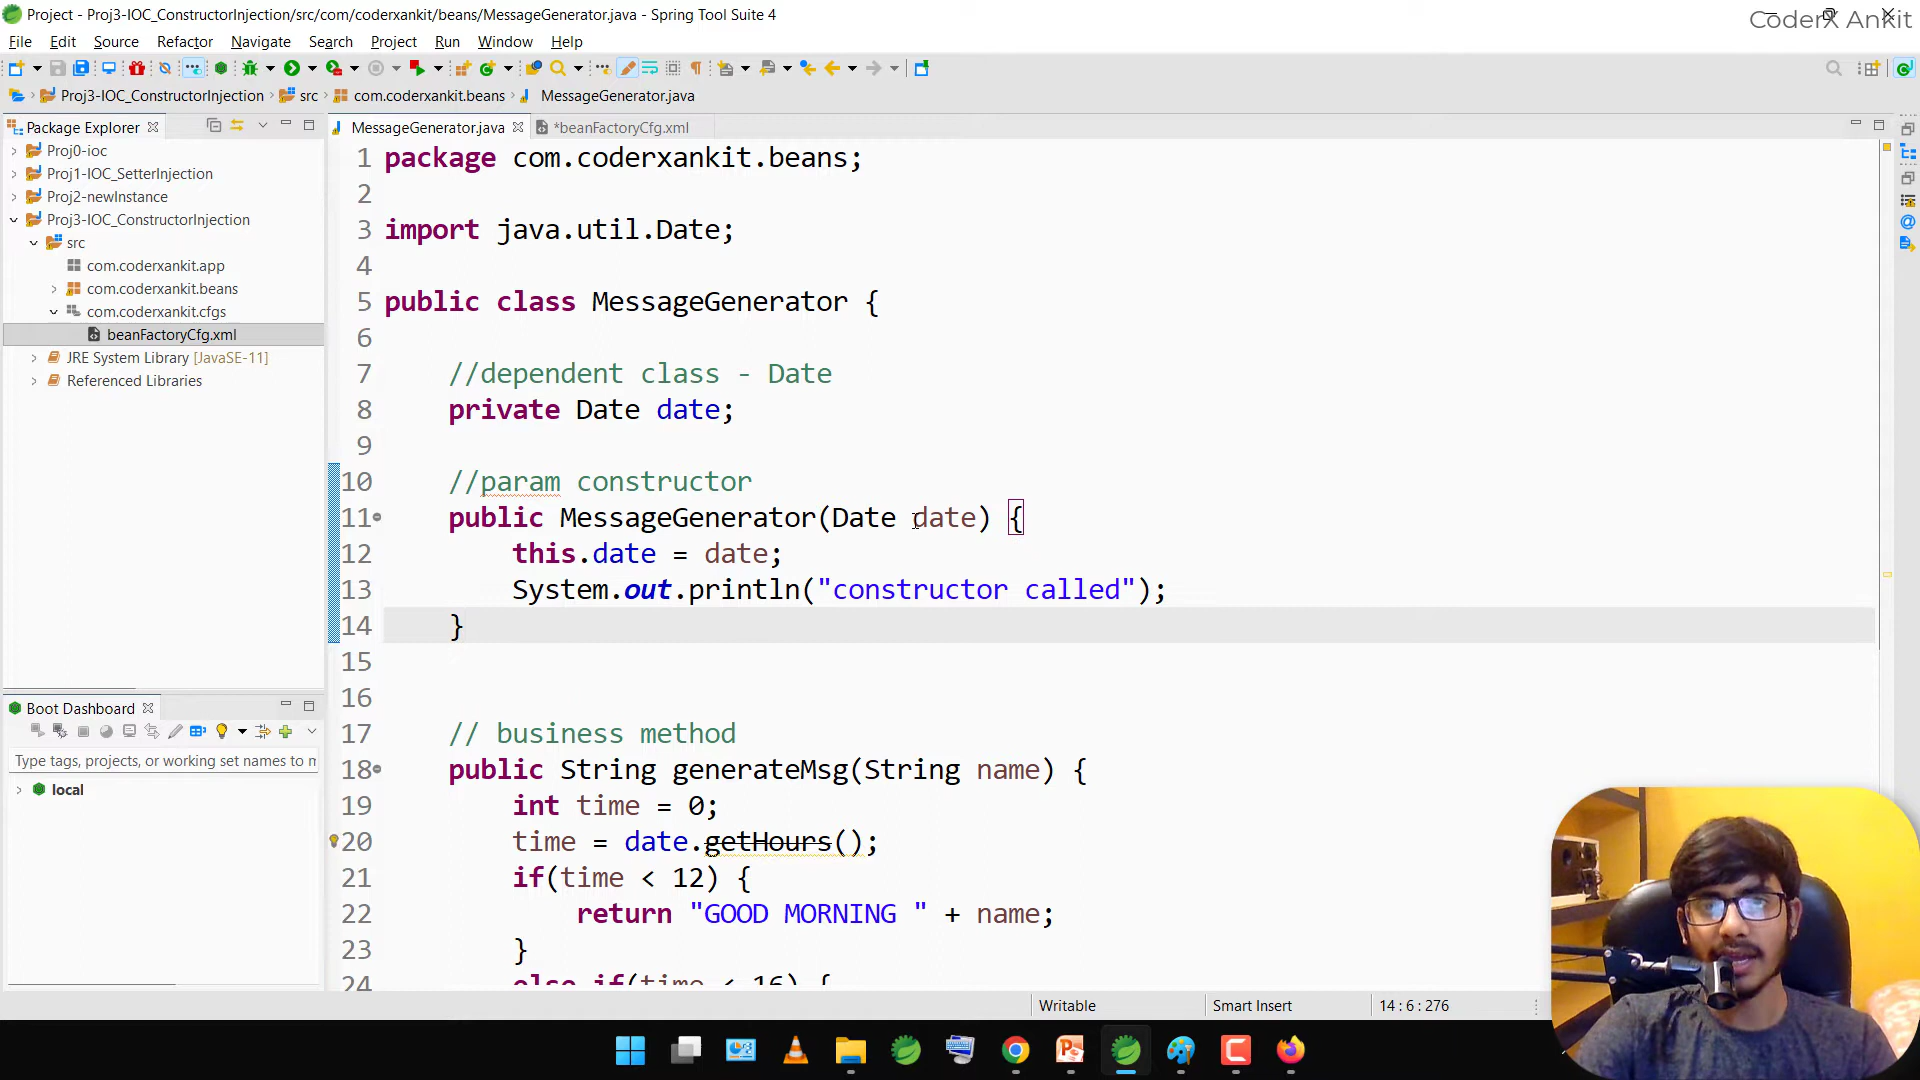 Project - Proj3-IOC_ConstructorInjection/src/com/coderxankit/beans/MessageGenerator.java - Spring Tool Suite 4
CoderX Ankit
File Edit Source Refactor Navigate Search Project Run Window Help
Proj3-IOC_ConstructorInjection src com.coderxankit.beans MessageGenerator.java
Package Explorer
Proj0-ioc
Proj1-IOC_SetterInjection
Proj2-newInstance
Proj3-IOC_ConstructorInjection
src
com.coderxankit.app
com.coderxankit.beans
com.coderxankit.cfgs
beanFactoryCfg.xml
JRE System Library [JavaSE-11]
Referenced Libraries
Boot Dashboard
Type tags, projects, or working set names to m
local
MessageGenerator.java *beanFactoryCfg.xml
1 package com.coderxankit.beans;
2
3 import java.util.Date;
4
5 public class MessageGenerator {
6
7 //dependent class - Date
8 private Date date;
9
10 //param constructor
11 public MessageGenerator(Date date) {
12 this.date = date;
13 System.out.println("constructor called");
14 }
15
16
17 // business method
18 public String generateMsg(String name) {
19 int time = 0;
20 time = date.getHours();
21 if(time < 12) {
22 return "GOOD MORNING " + name;
23 }
24 else if(time < 16) {
Writable Smart Insert 14 : 6 : 276